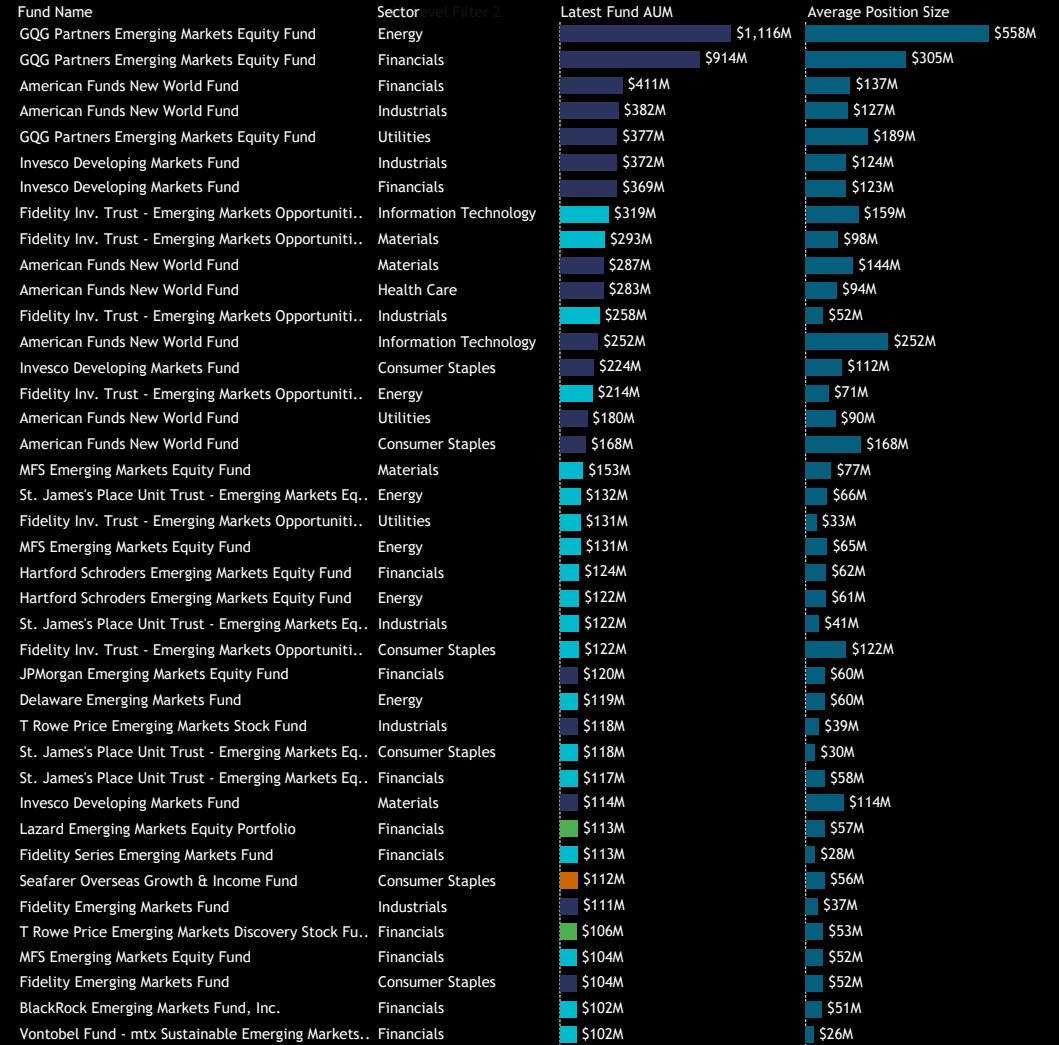 Fund Name Sector evel Filter 2 Latest Fund AUM Average Position Size
GQG Partners Emerging Markets Equity Fund Energy $1,116M $558M
GQG Partners Emerging Markets Equity Fund Financials $914M $305M
American Funds New World Fund Financials $411M $137M
American Funds New World Fund Industrials $382M $127M
GQG Partners Emerging Markets Equity Fund Utilities $377M $189M
Invesco Developing Markets Fund Industrials $372M $124M
Invesco Developing Markets Fund Financials $369M $123M
Fidelity Inv. Trust - Emerging Markets Opportuniti.. Information Technology $319M $159M
Fidelity Inv. Trust - Emerging Markets Opportuniti.. Materials $293M $98M
American Funds New World Fund Materials $287M $144M
American Funds New World Fund Health Care $283M $94M
Fidelity Inv. Trust - Emerging Markets Opportuniti.. Industrials $258M $52M
American Funds New World Fund Information Technology $252M $252M
Invesco Developing Markets Fund Consumer Staples $224M $112M
Fidelity Inv. Trust - Emerging Markets Opportuniti.. Energy $214M $71M
American Funds New World Fund Utilities $180M $90M
American Funds New World Fund Consumer Staples $168M $168M
MFS Emerging Markets Equity Fund Materials $153M $77M
St. James's Place Unit Trust - Emerging Markets Eq.. Energy $132M $66M
Fidelity Inv. Trust - Emerging Markets Opportuniti.. Utilities $131M $33M
MFS Emerging Markets Equity Fund Energy $131M $65M
Hartford Schroders Emerging Markets Equity Fund Financials $124M $62M
Hartford Schroders Emerging Markets Equity Fund Energy $122M $61M
St. James's Place Unit Trust - Emerging Markets Eq.. Industrials $122M $41M
Fidelity Inv. Trust - Emerging Markets Opportuniti.. Consumer Staples $122M $122M
JPMorgan Emerging Markets Equity Fund Financials $120M $60M
Delaware Emerging Markets Fund Energy $119M $60M
T Rowe Price Emerging Markets Stock Fund Industrials $118M $39M
St. James's Place Unit Trust - Emerging Markets Eq.. Consumer Staples $118M $30M
St. James's Place Unit Trust - Emerging Markets Eq.. Financials $117M $58M
Invesco Developing Markets Fund Materials $114M $114M
Lazard Emerging Markets Equity Portfolio Financials $113M $57M
Fidelity Series Emerging Markets Fund Financials $113M $28M
Seafarer Overseas Growth & Income Fund Consumer Staples $112M $56M
Fidelity Emerging Markets Fund Industrials $111M $37M
T Rowe Price Emerging Markets Discovery Stock Fu.. Financials $106M $53M
MFS Emerging Markets Equity Fund Financials $104M $52M
Fidelity Emerging Markets Fund Consumer Staples $104M $52M
BlackRock Emerging Markets Fund, Inc. Financials $102M $51M
Vontobel Fund - mtx Sustainable Emerging Markets.. Financials $102M $26M